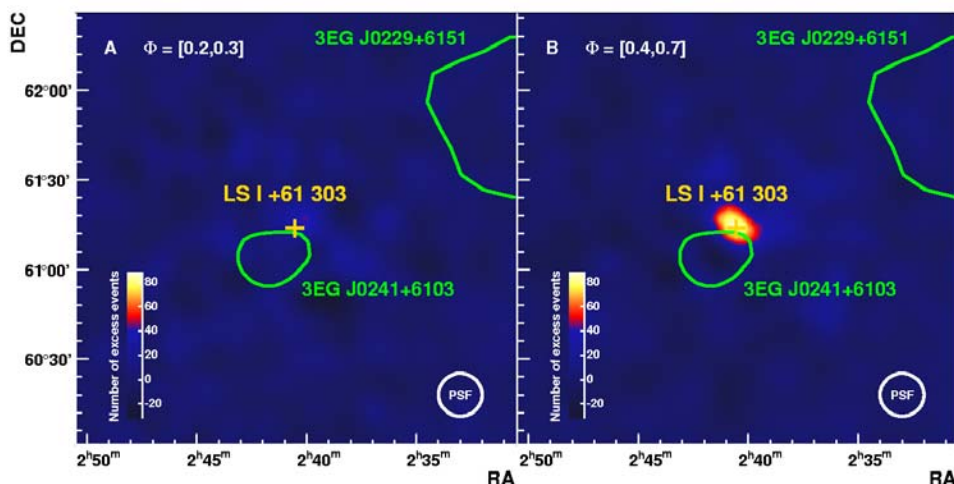 DEC
A Φ = [0.2,0.3]
3EG J0229+6151
62°00'
61°30'
61°00'
60°30'
LS I +61 303
3EG J0241+6103
Number of excess events
80
60
40
20
0
-20
PSF
2ʰ50ᵐ
2ʰ45ᵐ
2ʰ40ᵐ
2ʰ35ᵐ
RA
B Φ = [0.4,0.7]
3EG J0229+6151
LS I +61 303
3EG J0241+6103
Number of excess events
80
60
40
20
0
-20
PSF
2ʰ50ᵐ
2ʰ45ᵐ
2ʰ40ᵐ
2ʰ35ᵐ
RA